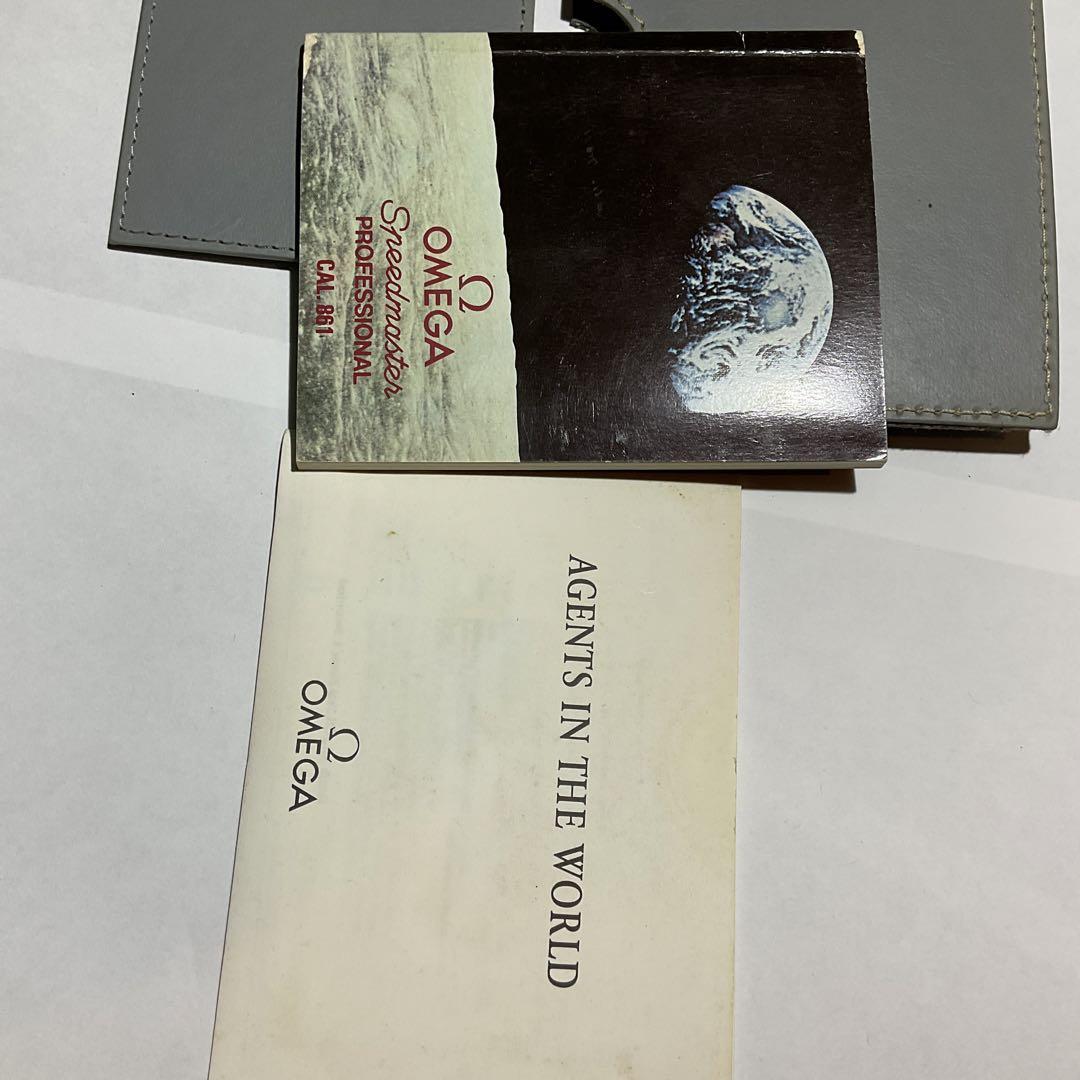 Ω
OMEGA
Speedmaster
PROFESSIONAL
CAL. 861
AGENTS IN THE WORLD
Ω
OMEGA